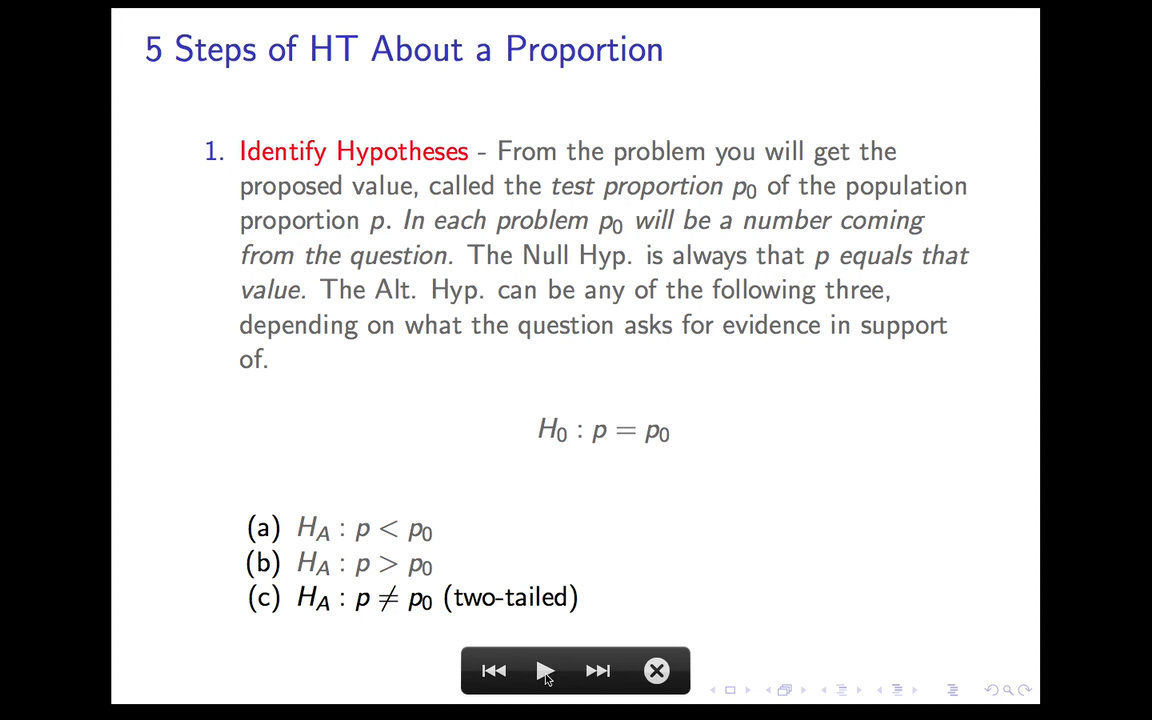 5 Steps of HT About a Proportion
1. Identify Hypotheses - From the problem you will get the
proposed value, called the test proportion p₀ of the population
proportion p. In each problem p₀ will be a number coming
from the question. The Null Hyp. is always that p equals that
value. The Alt. Hyp. can be any of the following three,
depending on what the question asks for evidence in support
of.
H₀ : p = p₀
(a) H_A : p < p₀
(b) H_A : p > p₀
(c) H_A : p ≠ p₀ (two-tailed)